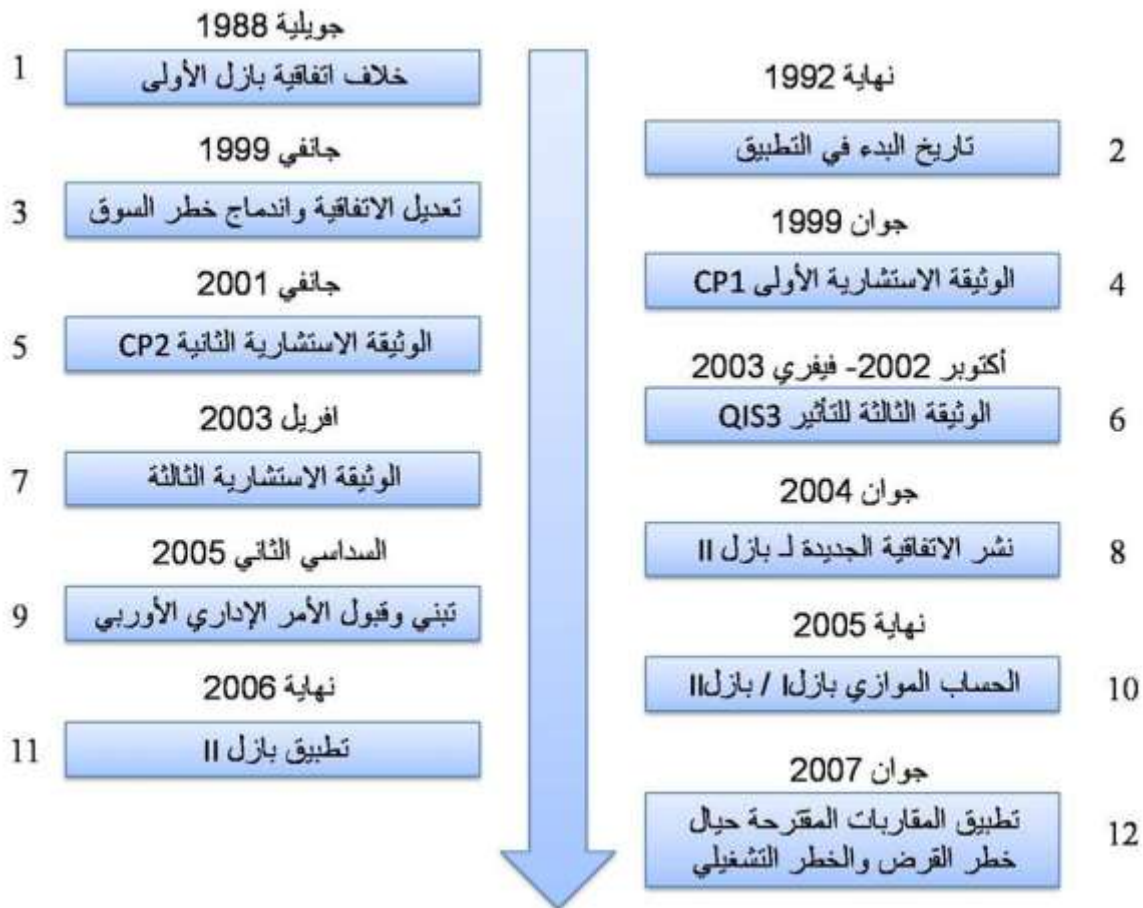 جويلية 1988
1
خلاف اتفاقية بازل الأولى
نهاية 1992
2
تاريخ البدء في التطبيق
جانفي 1999
3
تعديل الاتفاقية واندماج خطر السوق
جوان 1999
4
الوثيقة الاستشارية الأولى CP1
جانفي 2001
5
الوثيقة الاستشارية الثانية CP2
أكتوبر 2002- فيفري 2003
6
الوثيقة الثالثة للتأثير QIS3
افريل 2003
7
الوثيقة الاستشارية الثالثة
جوان 2004
8
نشر الاتفاقية الجديدة لـ بازل II
السداسي الثاني 2005
9
تبني وقبول الأمر الإداري الأوربي
نهاية 2005
10
الحساب الموازي بازلI / بازلII
نهاية 2006
11
تطبيق بازل II
جوان 2007
12
تطبيق المقاربات المقترحة حيال
خطر القرض والخطر التشغيلي